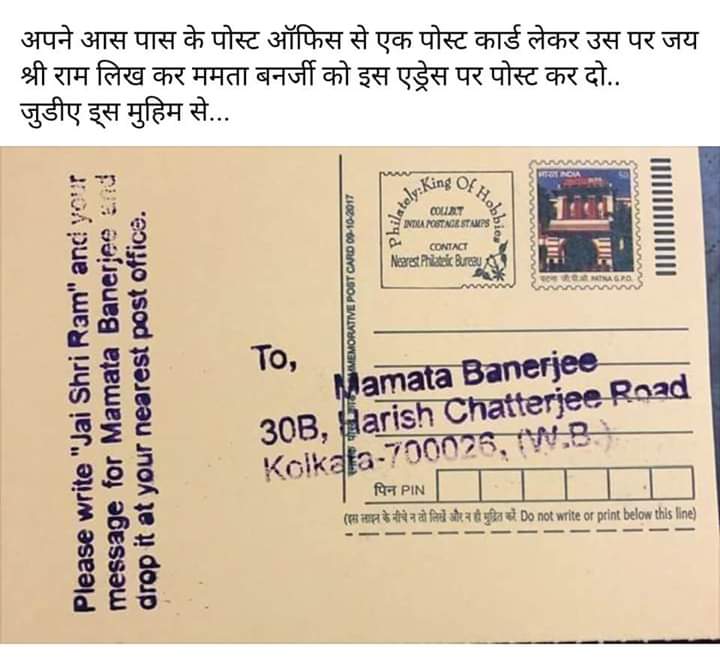 अपने आस पास के पोस्ट ऑफिस से एक पोस्ट कार्ड लेकर उस पर जय
श्री राम लिख कर ममता बनर्जी को इस एड्रेस पर पोस्ट कर दो..
जुडीए इ्स मुहिम से...
Please write "Jai Shri Ram" and your
message for Mamata Banerjee and
drop it at your nearest post office.
MEMORATIVE POST CARD 09-10-2017
Philately:King Of Hobbies
COLLECT
INDIA POSTAGE STAMPS
CONTACT
Nearest Philatelic Bureau
भारत INDIA
पटना जी.पी.ओ. PATNA G.P.O.
To,
Mamata Banerjee
30B, Harish Chatterjee Road
Kolkata-700026, (W.B.)
पिन PIN
(इस लाइन के नीचे न तो लिखें और न ही मुद्रित करें Do not write or print below this line)